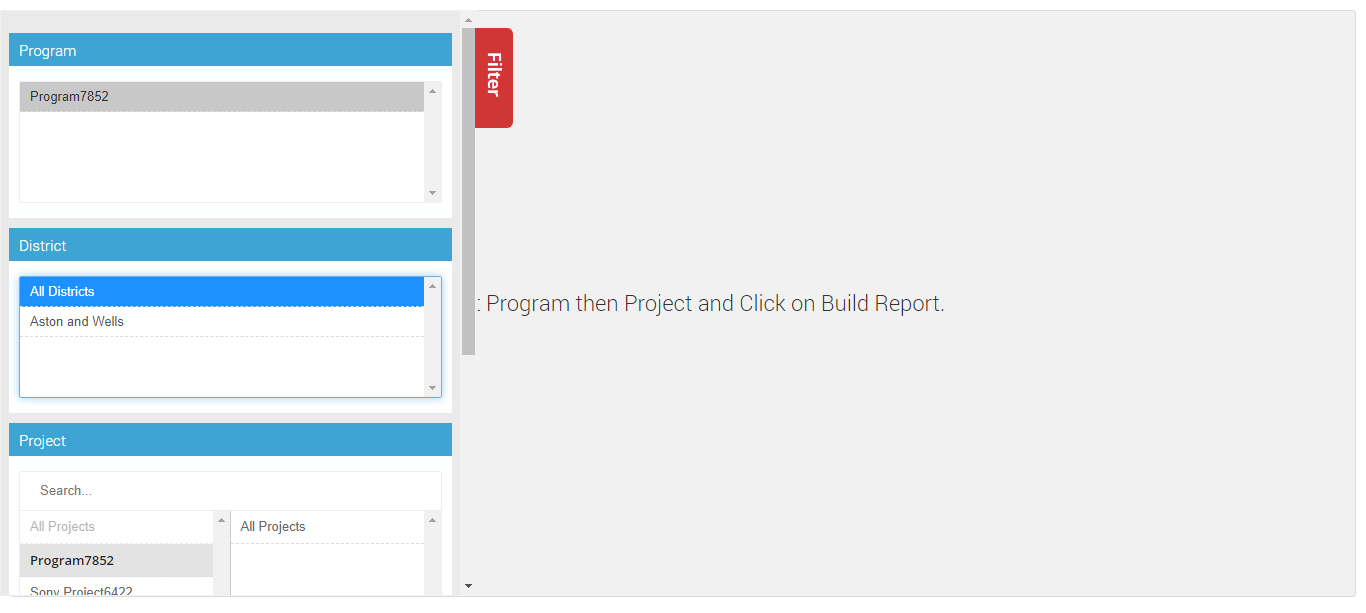 Program
Program7852
Filter
District
All Districts
Aston and Wells
: Program then Project and Click on Build Report.
Project
Search...
All Projects
All Projects
Program7852
Sony Project6422